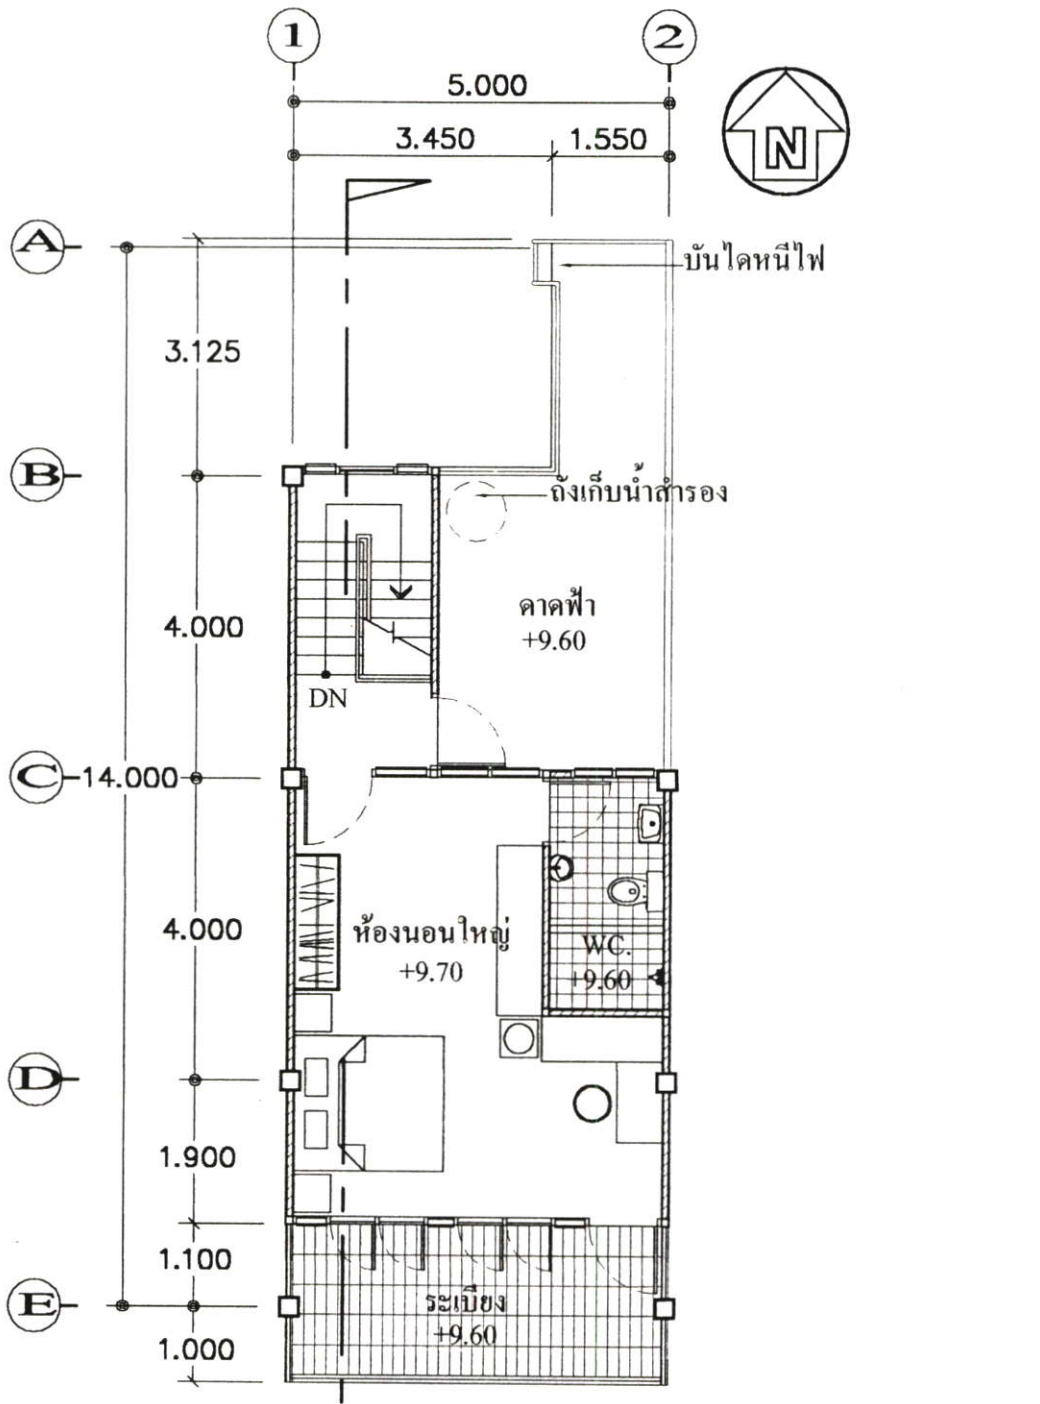 1
2
5.000
3.450
1.550
N
A
บันไดหนีไฟ
3.125
B
ถังเก็บน้ำสำรอง
ดาดฟ้า
+9.60
4.000
DN
C
14.000
4.000
ห้องนอนใหญ่
+9.70
WC.
+9.60
D
1.900
1.100
E
ระเบียง
+9.60
1.000